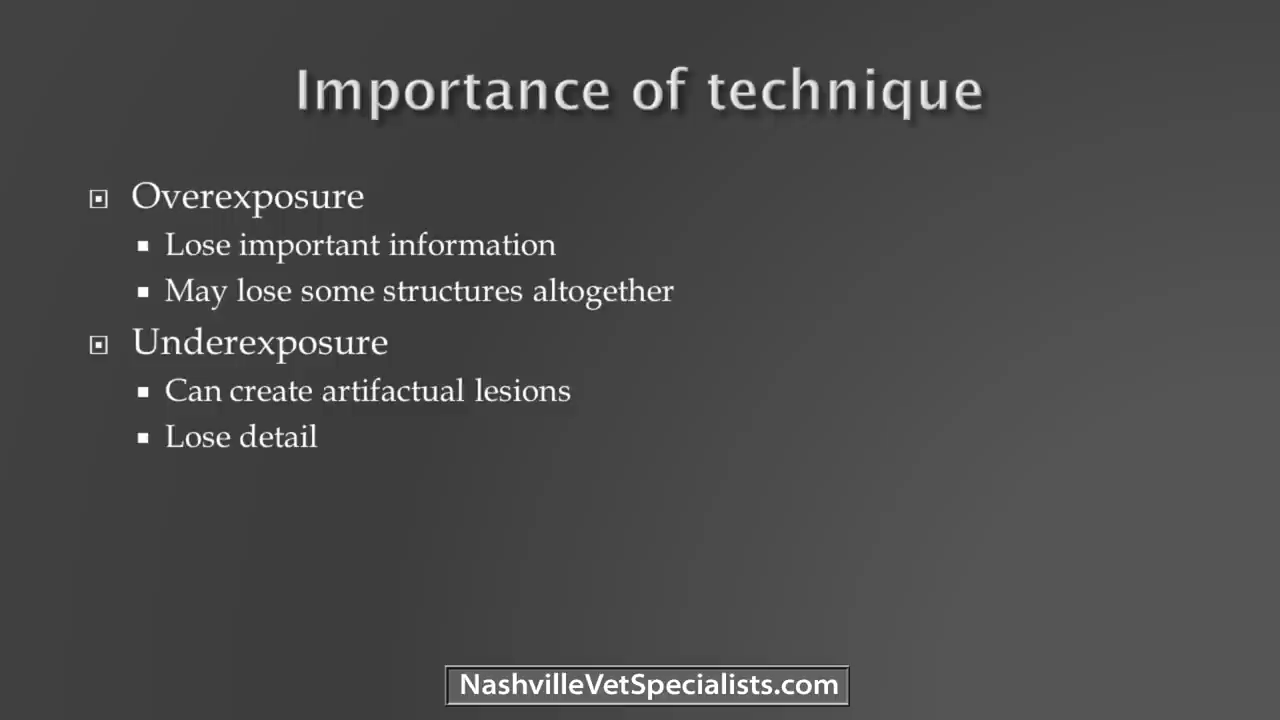 Importance of technique
Overexposure
Lose important information
May lose some structures altogether
Underexposure
Can create artifactual lesions
Lose detail
NashvilleVetSpecialists.com